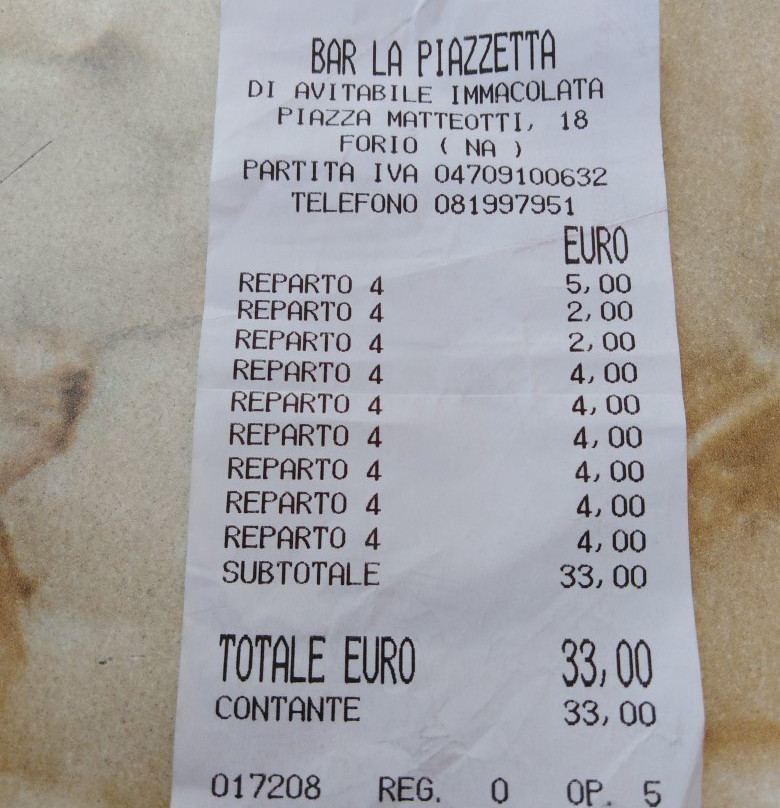 BAR LA PIAZZETTA
DI AVITABILE IMMACOLATA
PIAZZA MATTEOTTI, 18
FORIO ( NA )
PARTITA IVA 04709100632
TELEFONO 081997951
EURO
REPARTO 4 5,00
REPARTO 4 2,00
REPARTO 4 2,00
REPARTO 4 4,00
REPARTO 4 4,00
REPARTO 4 4,00
REPARTO 4 4,00
REPARTO 4 4,00
REPARTO 4 4,00
SUBTOTALE 33,00
TOTALE EURO 33,00
CONTANTE 33,00
017208 REG. 0 OP. 5